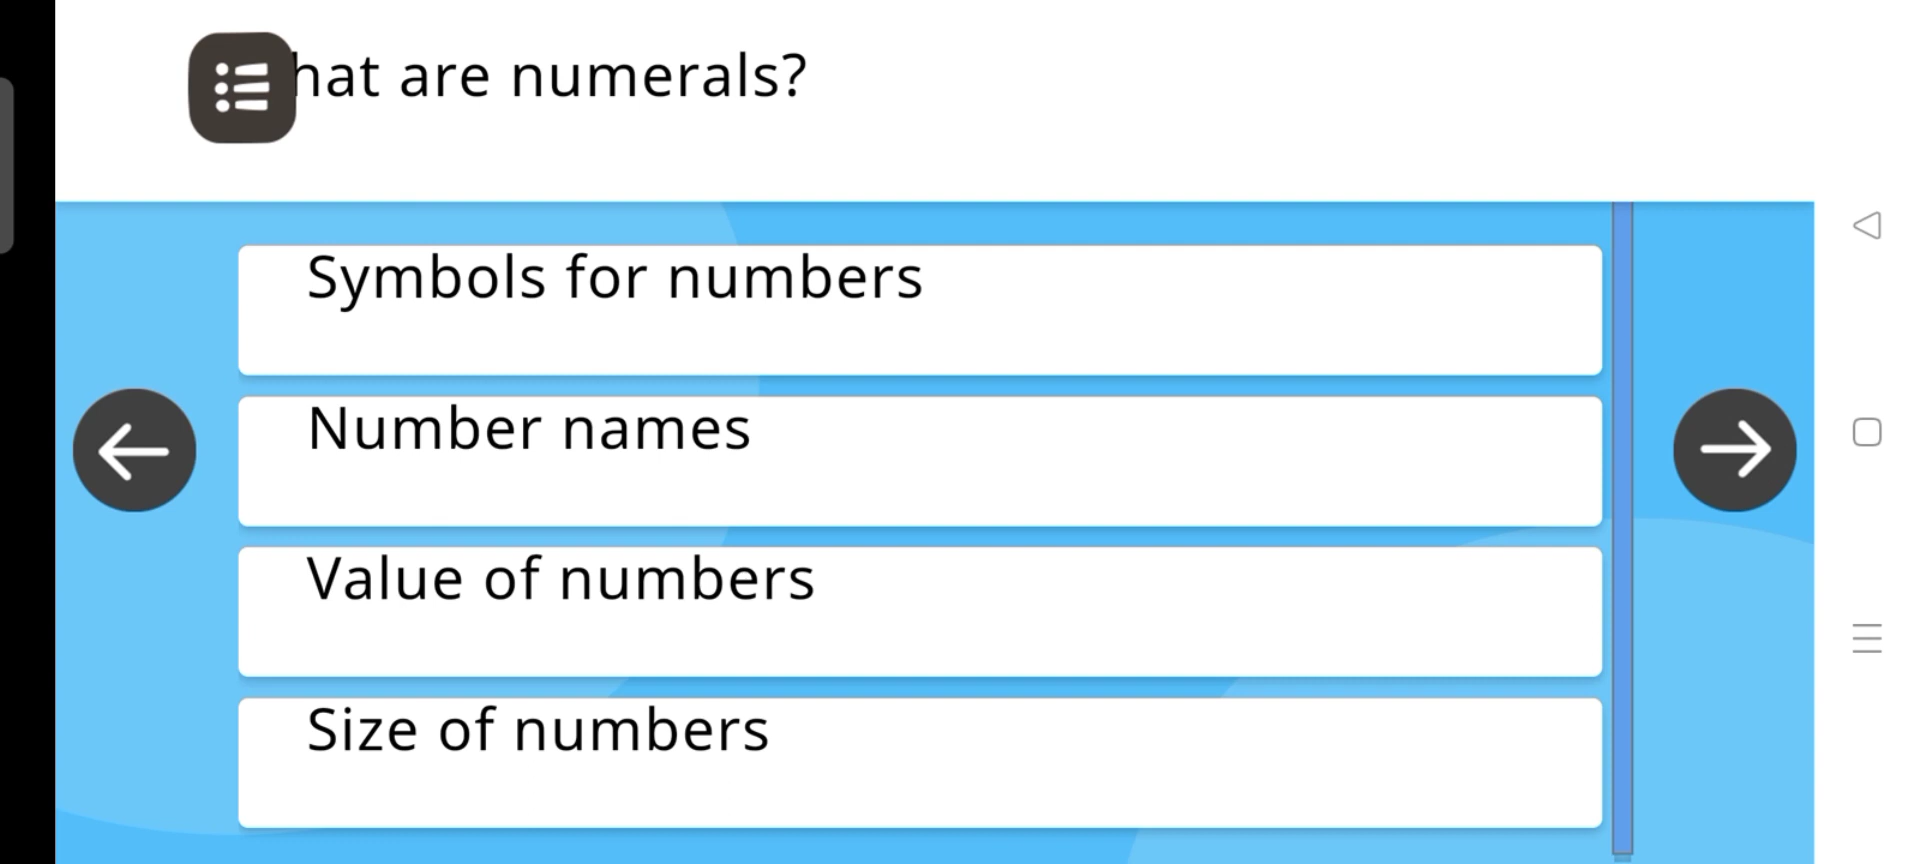 hat are numerals?
Symbols for numbers
Number names
Value of numbers
Size of numbers